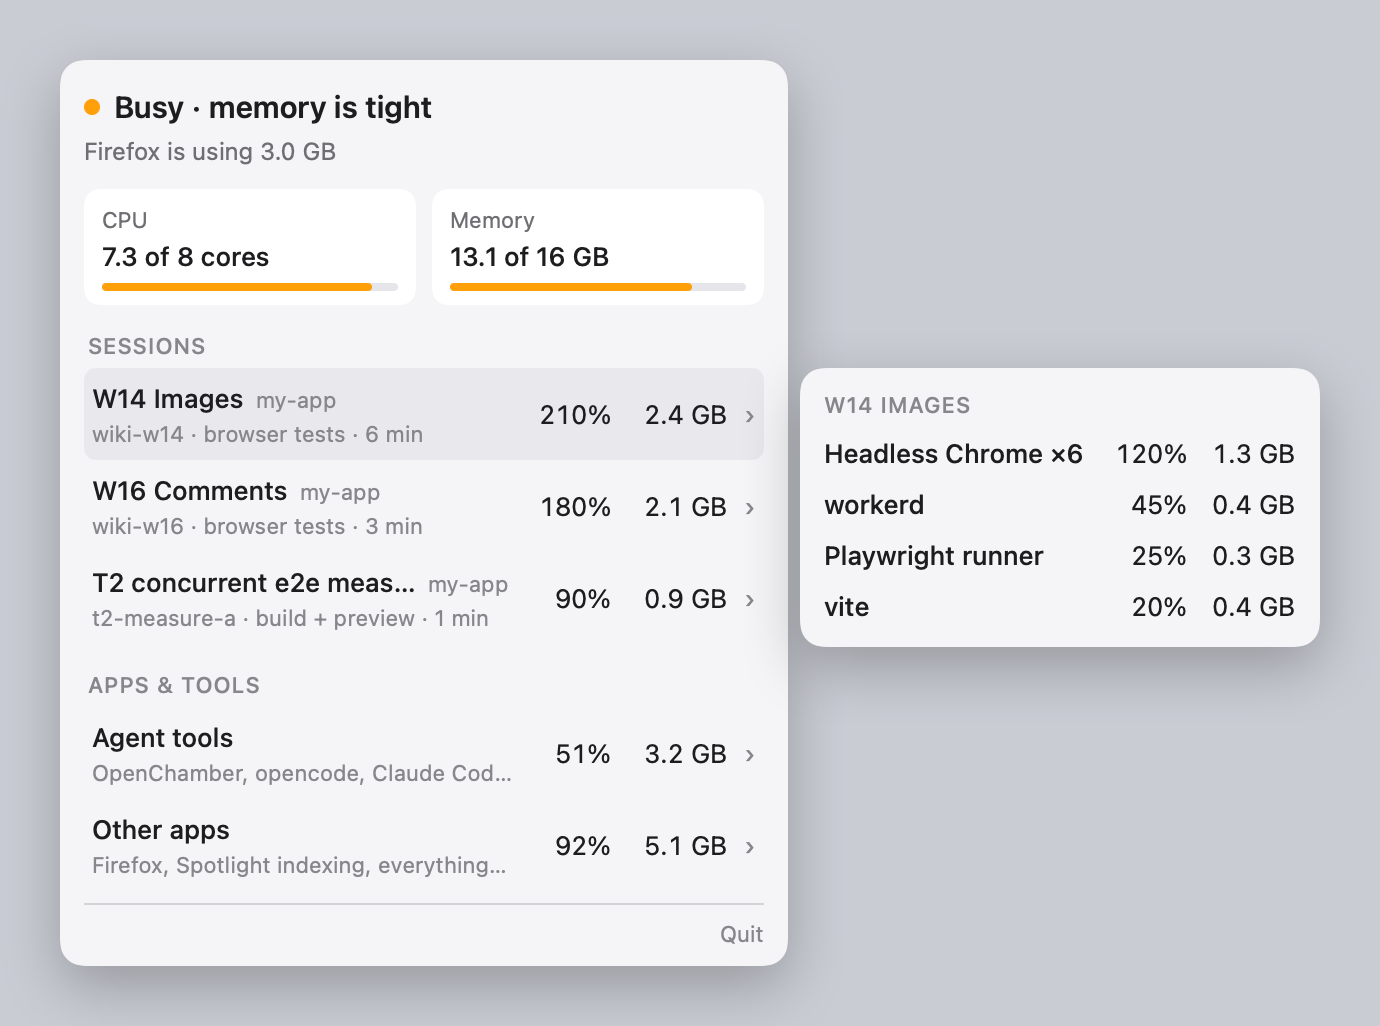 Busy · memory is tight
Firefox is using 3.0 GB
CPU
7.3 of 8 cores
Memory
13.1 of 16 GB
SESSIONS
W14 Images my-app 210% 2.4 GB ›
wiki-w14 · browser tests · 6 min
W16 Comments my-app 180% 2.1 GB ›
wiki-w16 · browser tests · 3 min
T2 concurrent e2e meas... my-app 90% 0.9 GB ›
t2-measure-a · build + preview · 1 min
APPS & TOOLS
Agent tools 51% 3.2 GB ›
OpenChamber, opencode, Claude Cod...
Other apps 92% 5.1 GB ›
Firefox, Spotlight indexing, everything...
Quit
W14 IMAGES
Headless Chrome ×6 120% 1.3 GB
workerd 45% 0.4 GB
Playwright runner 25% 0.3 GB
vite 20% 0.4 GB